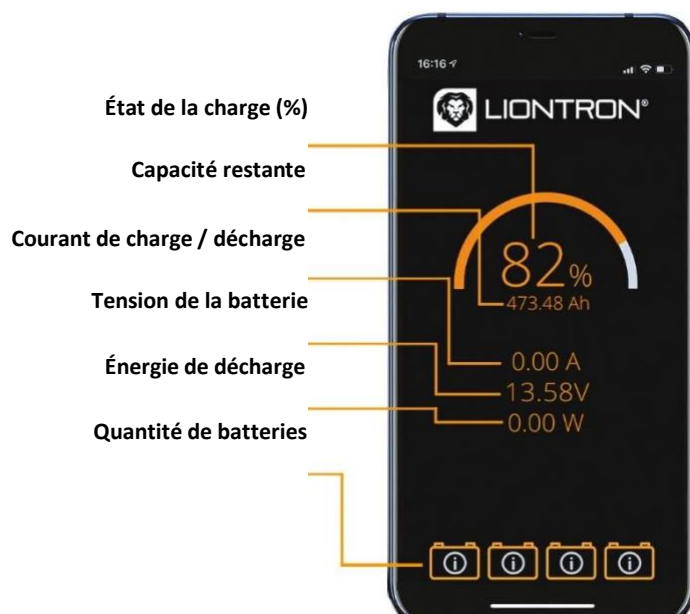 État de la charge (%)
Capacité restante
Courant de charge / décharge
Tension de la batterie
Énergie de décharge
Quantité de batteries
16:16
LIONTRON®
82%
473.48 Ah
0.00 A
13.58V
0.00 W
i i i i